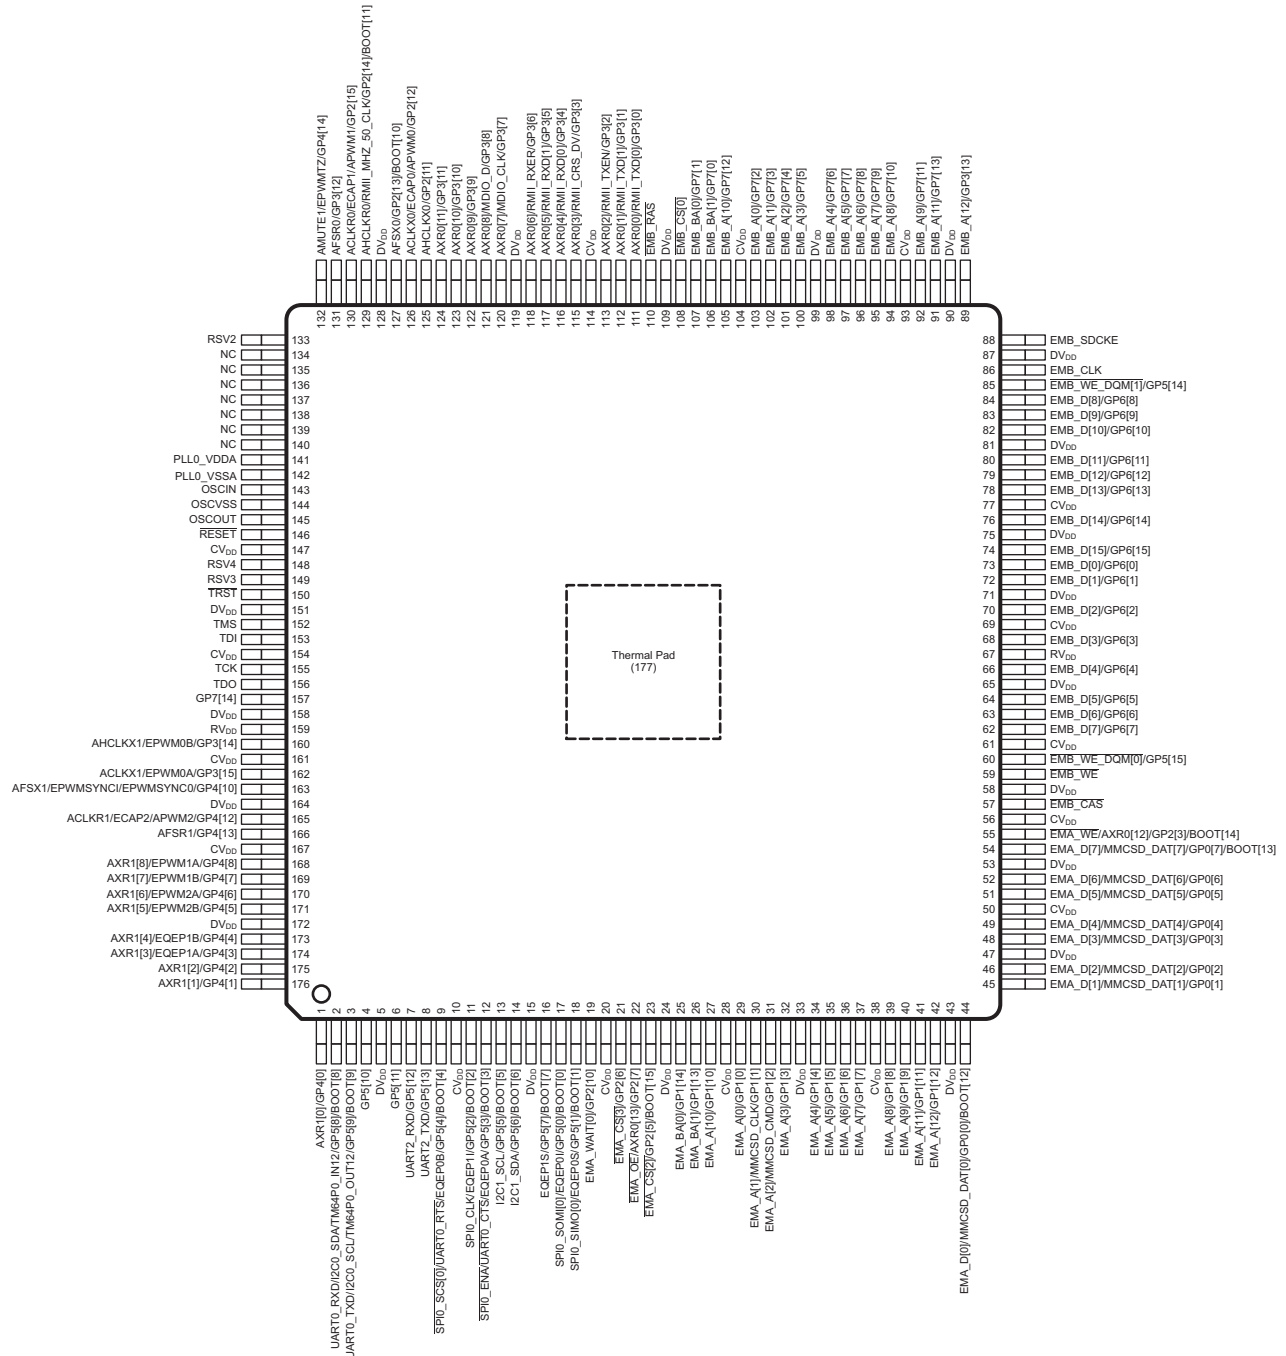 AMUTE1/EPWMTZ/GP4[14]
AFSR0/GP3[12]
ACLKR0/ECAP1/APWM1/GP2[15]
AHCLKR0/RMII_MHZ_50_CLK/GP2[14]/BOOT[11]
DVDD
AFSX0/GP2[13]/BOOT[10]
ACLKX0/ECAP0/APWM0/GP2[12]
AHCLKX0/GP2[11]
AXR0[11]/GP3[11]
AXR0[10]/GP3[10]
AXR0[9]/GP3[9]
AXR0[8]/MDIO_D/GP3[8]
AXR0[7]/MDIO_CLK/GP3[7]
DVDD
AXR0[6]/RMII_RXER/GP3[6]
AXR0[5]/RMII_RXD[1]/GP3[5]
AXR0[4]/RMII_RXD[0]/GP3[4]
AXR0[3]/RMII_CRS_DV/GP3[3]
CVDD
AXR0[2]/RMII_TXEN/GP3[2]
AXR0[1]/RMII_TXD[1]/GP3[1]
AXR0[0]/RMII_TXD[0]/GP3[0]
EMB_RAS
DVDD
EMB_CS[0]
EMB_BA[0]/GP7[1]
EMB_BA[1]/GP7[0]
EMB_A[10]/GP7[12]
CVDD
EMB_A[0]/GP7[2]
EMB_A[1]/GP7[3]
EMB_A[2]/GP7[4]
EMB_A[3]/GP7[5]
DVDD
EMB_A[4]/GP7[6]
EMB_A[5]/GP7[7]
EMB_A[6]/GP7[8]
EMB_A[7]/GP7[9]
EMB_A[8]/GP7[10]
CVDD
EMB_A[9]/GP7[11]
EMB_A[11]/GP7[13]
DVDD
EMB_A[12]/GP3[13]
132 131 130 129 128 127 126 125 124 123 122 121 120 119 118 117 116 115 114 113 112 111 110 109 108 107 106 105 104 103 102 101 100 99 98 97 96 95 94 93 92 91 90 89
RSV2 133
NC 134
NC 135
NC 136
NC 137
NC 138
NC 139
NC 140
PLL0_VDDA 141
PLL0_VSSA 142
OSCIN 143
OSCVSS 144
OSCOUT 145
RESET 146
CVDD 147
RSV4 148
RSV3 149
TRST 150
DVDD 151
TMS 152
TDI 153
CVDD 154
TCK 155
TDO 156
GP7[14] 157
DVDD 158
RVDD 159
AHCLKX1/EPWM0B/GP3[14] 160
CVDD 161
ACLKX1/EPWM0A/GP3[15] 162
AFSX1/EPWMSYNCI/EPWMSYNC0/GP4[10] 163
DVDD 164
ACLKR1/ECAP2/APWM2/GP4[12] 165
AFSR1/GP4[13] 166
CVDD 167
AXR1[8]/EPWM1A/GP4[8] 168
AXR1[7]/EPWM1B/GP4[7] 169
AXR1[6]/EPWM2A/GP4[6] 170
AXR1[5]/EPWM2B/GP4[5] 171
DVDD 172
AXR1[4]/EQEP1B/GP4[4] 173
AXR1[3]/EQEP1A/GP4[3] 174
AXR1[2]/GP4[2] 175
AXR1[1]/GP4[1] 176
Thermal Pad
(177)
88 EMB_SDCKE
87 DVDD
86 EMB_CLK
85 EMB_WE_DQM[1]/GP5[14]
84 EMB_D[8]/GP6[8]
83 EMB_D[9]/GP6[9]
82 EMB_D[10]/GP6[10]
81 DVDD
80 EMB_D[11]/GP6[11]
79 EMB_D[12]/GP6[12]
78 EMB_D[13]/GP6[13]
77 CVDD
76 EMB_D[14]/GP6[14]
75 DVDD
74 EMB_D[15]/GP6[15]
73 EMB_D[0]/GP6[0]
72 EMB_D[1]/GP6[1]
71 DVDD
70 EMB_D[2]/GP6[2]
69 CVDD
68 EMB_D[3]/GP6[3]
67 RVDD
66 EMB_D[4]/GP6[4]
65 DVDD
64 EMB_D[5]/GP6[5]
63 EMB_D[6]/GP6[6]
62 EMB_D[7]/GP6[7]
61 CVDD
60 EMB_WE_DQM[0]/GP5[15]
59 EMB_WE
58 DVDD
57 EMB_CAS
56 CVDD
55 EMA_WE/AXR0[12]/GP2[3]/BOOT[14]
54 EMA_D[7]/MMCSD_DAT[7]/GP0[7]/BOOT[13]
53 DVDD
52 EMA_D[6]/MMCSD_DAT[6]/GP0[6]
51 EMA_D[5]/MMCSD_DAT[5]/GP0[5]
50 CVDD
49 EMA_D[4]/MMCSD_DAT[4]/GP0[4]
48 EMA_D[3]/MMCSD_DAT[3]/GP0[3]
47 DVDD
46 EMA_D[2]/MMCSD_DAT[2]/GP0[2]
45 EMA_D[1]/MMCSD_DAT[1]/GP0[1]
1 2 3 4 5 6 7 8 9 10 11 12 13 14 15 16 17 18 19 20 21 22 23 24 25 26 27 28 29 30 31 32 33 34 35 36 37 38 39 40 41 42 43 44
AXR1[0]/GP4[0]
UART0_RXD/I2C0_SDA/TM64P0_IN12/GP5[8]/BOOT[8]
UART0_TXD/I2C0_SCL/TM64P0_OUT12/GP5[9]/BOOT[9]
GP5[10]
DVDD
GP5[11]
UART2_RXD/GP5[12]
UART2_TXD/GP5[13]
SPI0_SCS[0]/UART0_RTS/EQEP0B/GP5[4]/BOOT[4]
CVDD
SPI0_CLK/EQEP1I/GP5[2]/BOOT[2]
SPI0_ENA/UART0_CTS/EQEP0A/GP5[3]/BOOT[3]
I2C1_SCL/GP5[5]/BOOT[5]
I2C1_SDA/GP5[6]/BOOT[6]
DVDD
EQEP1S/GP5[7]/BOOT[7]
SPI0_SOMI[0]/EQEP0I/GP5[0]/BOOT[0]
SPI0_SIMO[0]/EQEP0S/GP5[1]/BOOT[1]
EMA_WAIT[0]/GP2[10]
CVDD
EMA_CS[3]/GP2[6]
EMA_OE/AXR0[13]/GP2[7]
EMA_CS[2]/GP2[5]/BOOT[15]
DVDD
EMA_BA[0]/GP1[14]
EMA_BA[1]/GP1[13]
EMA_A[10]/GP1[10]
CVDD
EMA_A[0]/GP1[0]
EMA_A[1]/MMCSD_CLK/GP1[1]
EMA_A[2]/MMCSD_CMD/GP1[2]
EMA_A[3]/GP1[3]
DVDD
EMA_A[4]/GP1[4]
EMA_A[5]/GP1[5]
EMA_A[6]/GP1[6]
EMA_A[7]/GP1[7]
CVDD
EMA_A[8]/GP1[8]
EMA_A[9]/GP1[9]
EMA_A[11]/GP1[11]
EMA_A[12]/GP1[12]
DVDD
EMA_D[0]/MMCSD_DAT[0]/GP0[0]/BOOT[12]